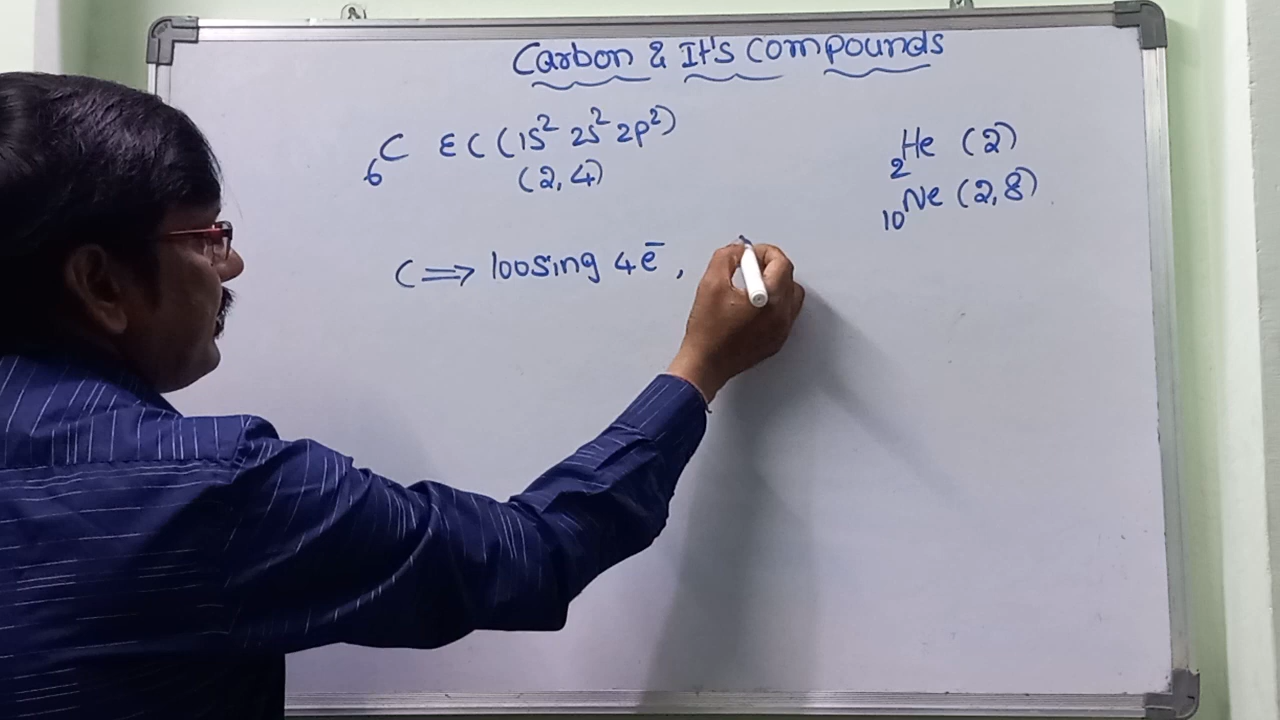 Carbon & It's Compounds
₆C EC (1S² 2S² 2p²)
(2,4)
₂He (2)
₁₀Ne (2,8)
C ⟹ loosing 4e⁻,